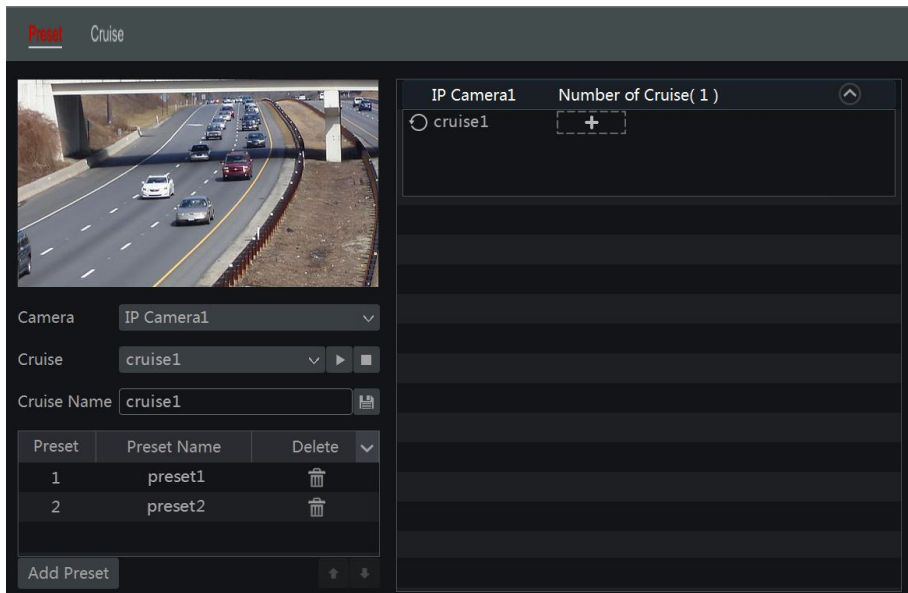 Preset Cruise
IP Camera1 Number of Cruise( 1 )
cruise1 +
Camera IP Camera1
Cruise cruise1
Cruise Name cruise1
Preset Preset Name Delete
1 preset1
2 preset2
Add Preset